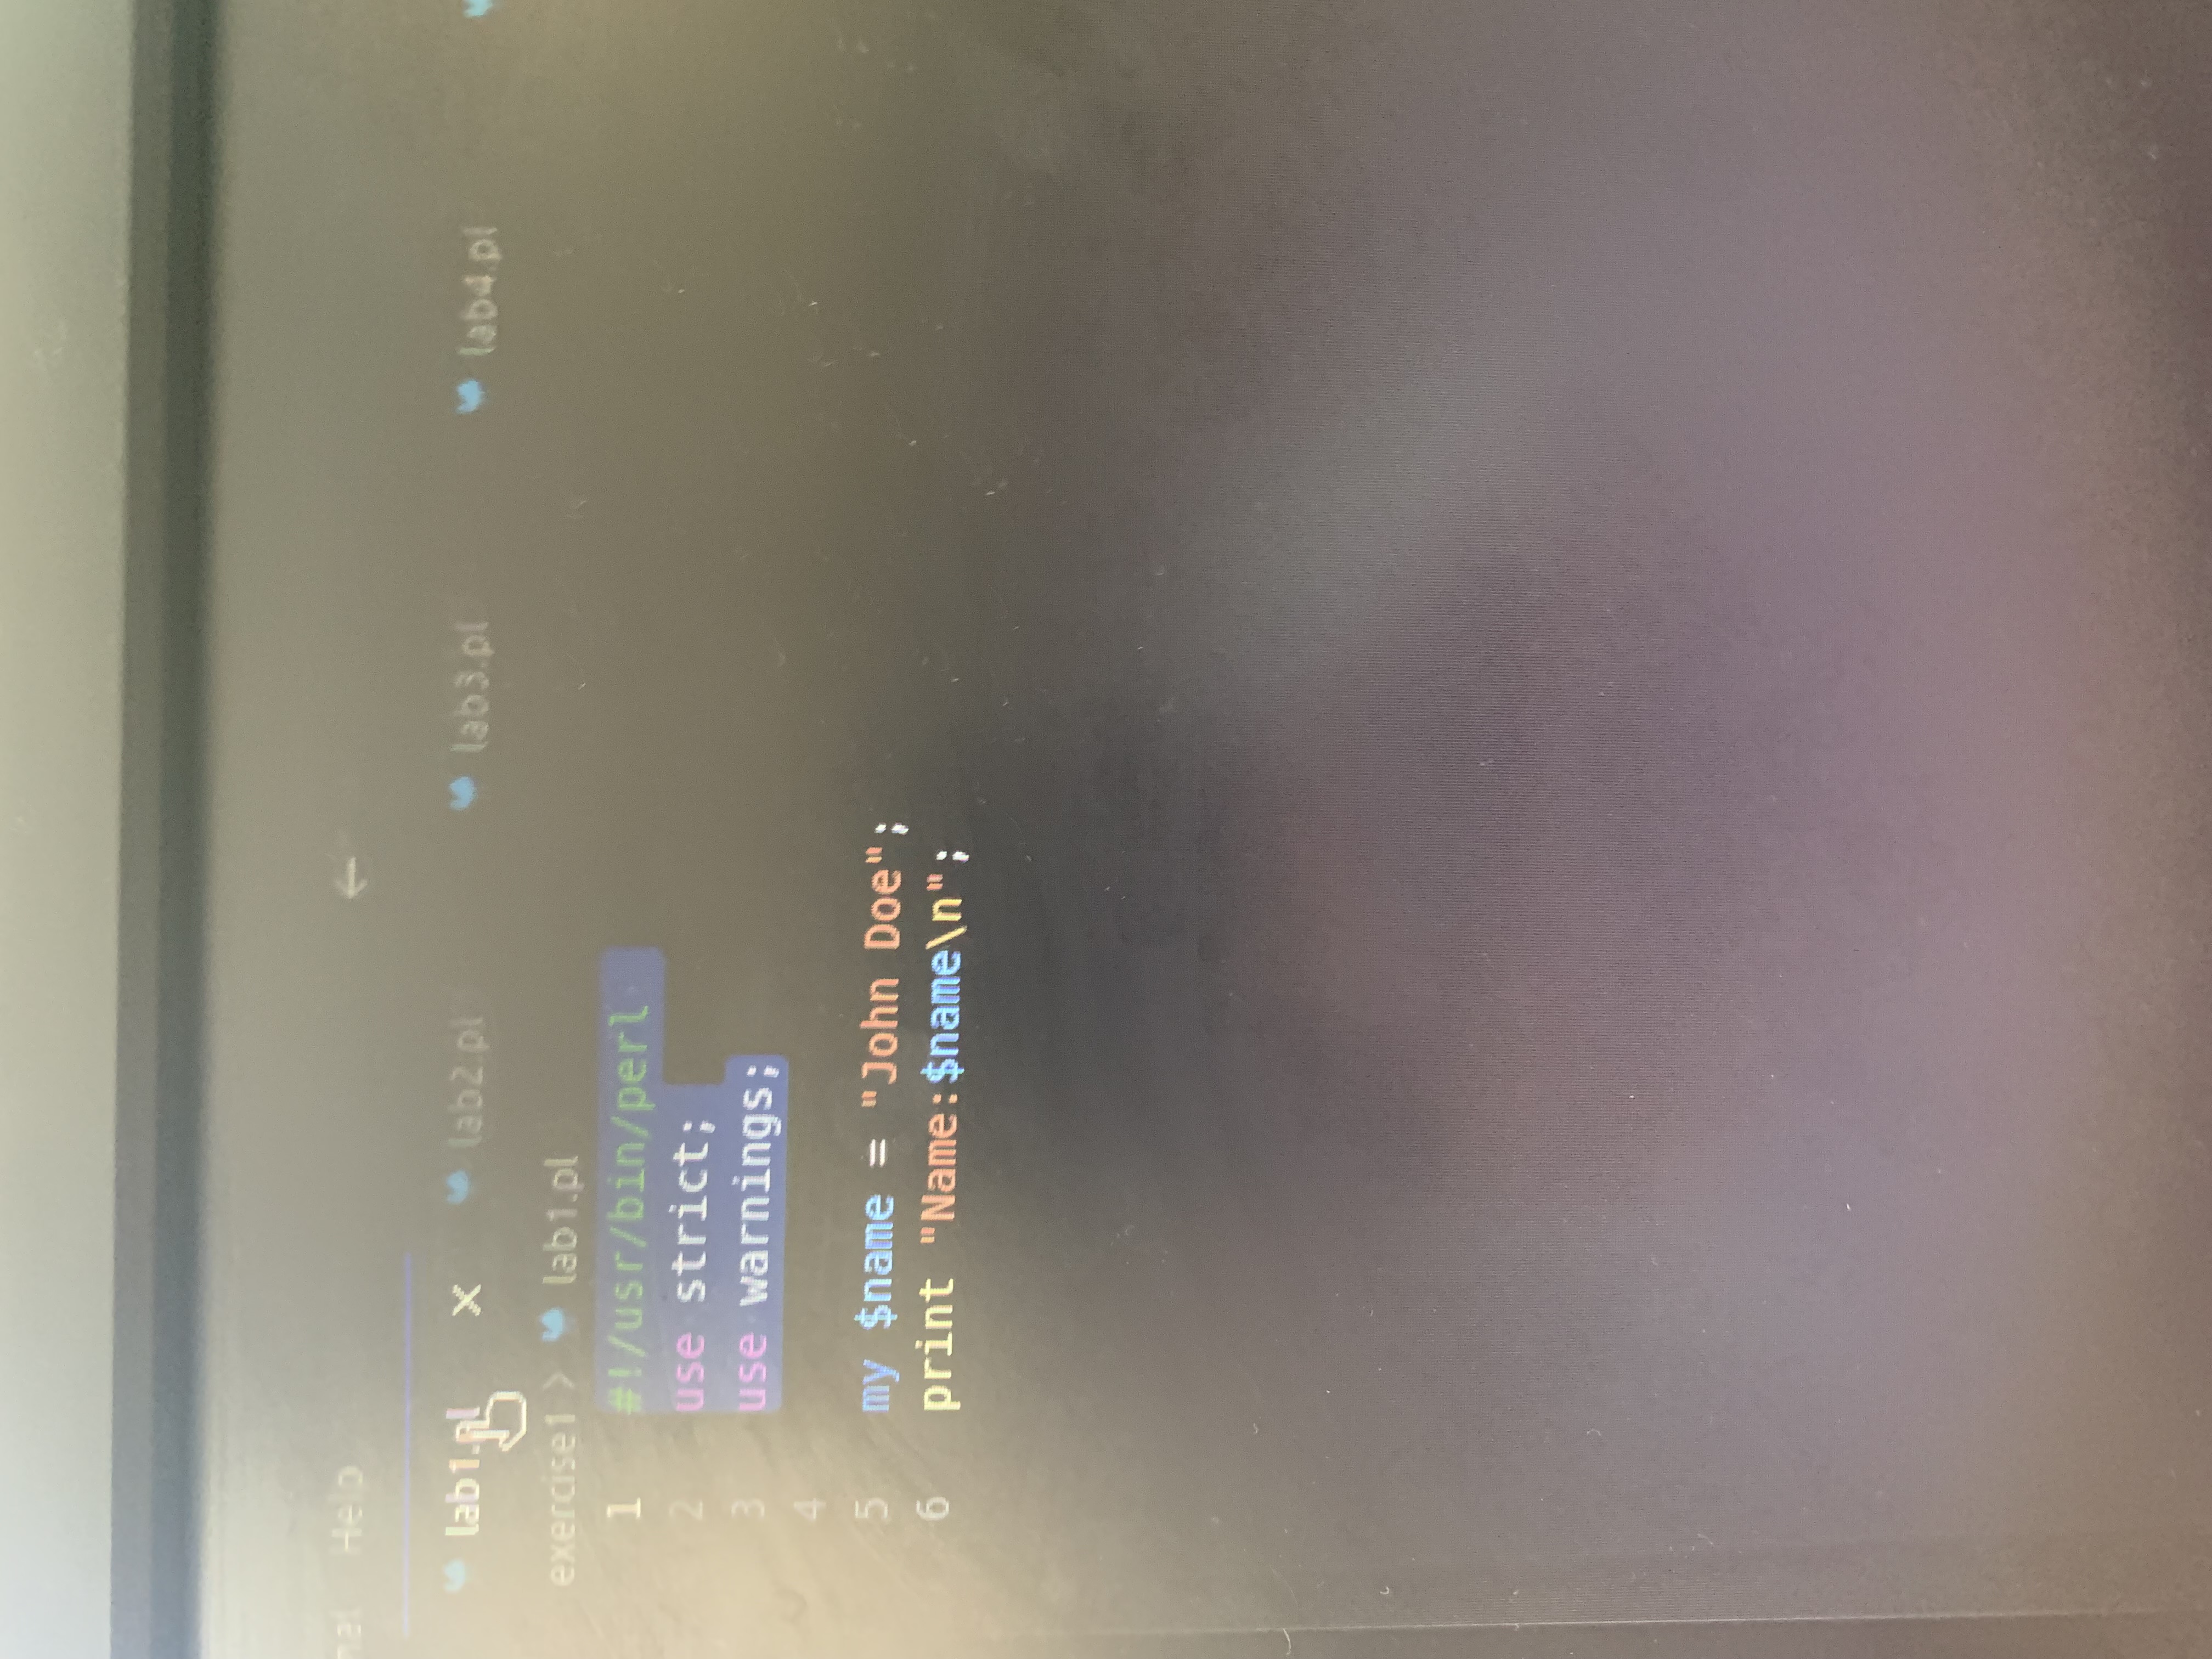 Help
←
lab1.pl × lab2.pl lab3.pl lab4.pl
exercise1 > lab1.pl
1 #!/usr/bin/perl
2 use strict;
3 use warnings;
4
5 my $name = "John Doe";
6 print "Name:$name\n";